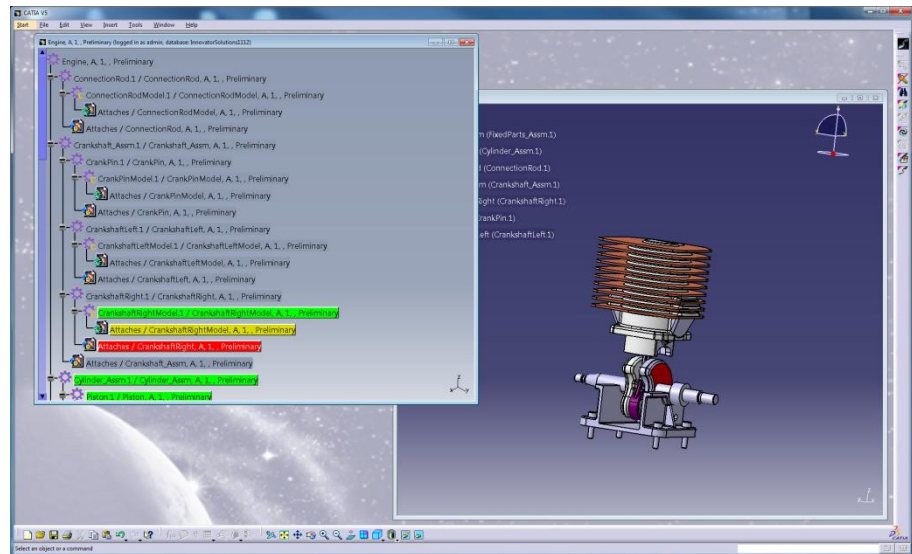 CATIA V5
Start File Edit View Insert Tools Window Help
Engine, A, 1, , Preliminary (logged in as admin, database: InnovatorSolutions1112)
Engine, A, 1, , Preliminary
ConnectionRod.1 / ConnectionRod, A, 1, , Preliminary
ConnectionRodModel.1 / ConnectionRodModel, A, 1, , Preliminary
Attaches / ConnectionRodModel, A, 1, , Preliminary
Attaches / ConnectionRod, A, 1, , Preliminary
Crankshaft_Assm.1 / Crankshaft_Assm, A, 1, , Preliminary
CrankPin.1 / CrankPin, A, 1, , Preliminary
CrankPinModel.1 / CrankPinModel, A, 1, , Preliminary
Attaches / CrankPinModel, A, 1, , Preliminary
Attaches / CrankPin, A, 1, , Preliminary
CrankshaftLeft.1 / CrankshaftLeft, A, 1, , Preliminary
CrankshaftLeftModel.1 / CrankshaftLeftModel, A, 1, , Preliminary
Attaches / CrankshaftLeftModel, A, 1, , Preliminary
Attaches / CrankshaftLeft, A, 1, , Preliminary
CrankshaftRight.1 / CrankshaftRight, A, 1, , Preliminary
CrankshaftRightModel.1 / CrankshaftRightModel, A, 1, , Preliminary
Attaches / CrankshaftRightModel, A, 1, , Preliminary
Attaches / CrankshaftRight, A, 1, , Preliminary
Attaches / Crankshaft_Assm, A, 1, , Preliminary
Cylinder_Assm.1 / Cylinder_Assm, A, 1, , Preliminary
Piston.1 / Piston, A, 1, , Preliminary
m (FixedParts_Assm.1)
(Cylinder_Assm.1)
d (ConnectionRod.1)
m (Crankshaft_Assm.1)
Right (CrankshaftRight.1)
CrankPin.1)
Left (CrankshaftLeft.1)
Select an object or a command
CATIA